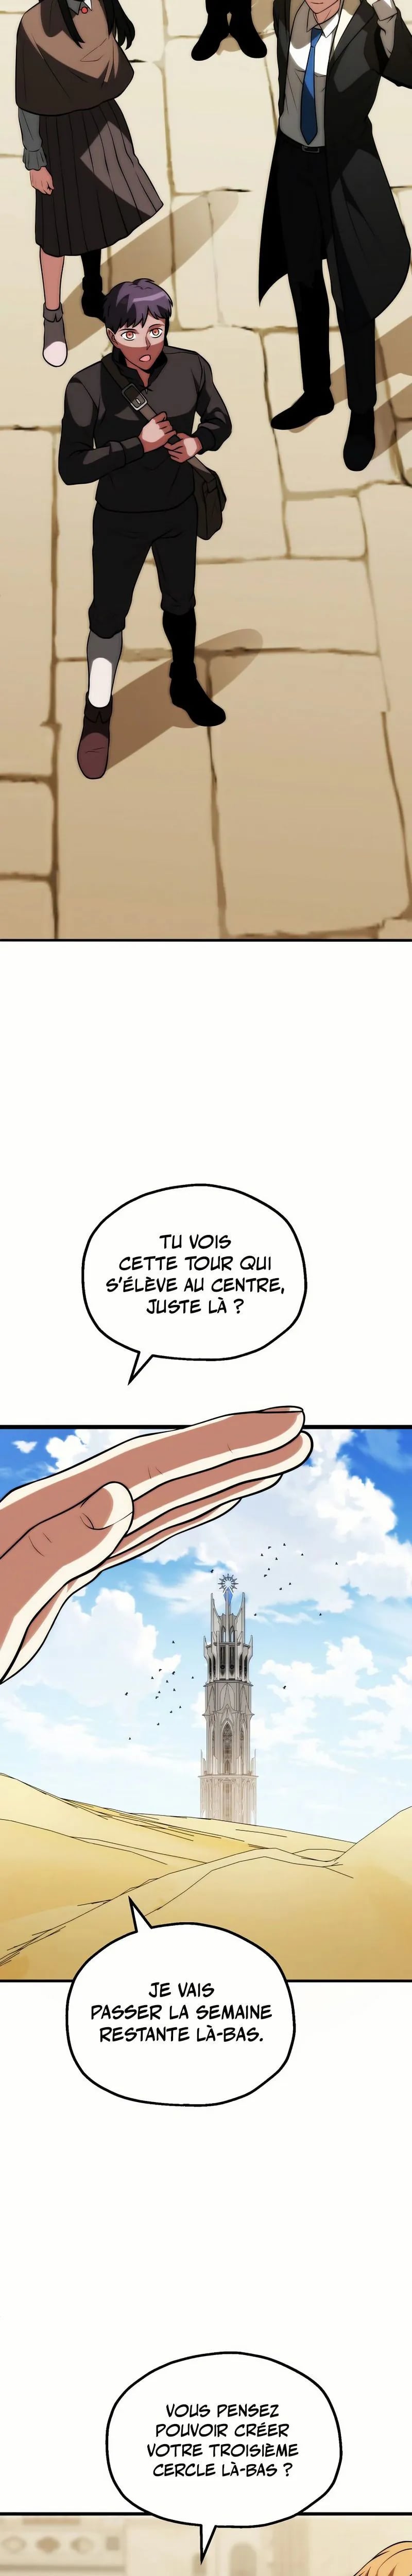 TU VOIS
CETTE TOUR QUI
S'ÉLÈVE AU CENTRE,
JUSTE LÀ ?
JE VAIS
PASSER LA SEMAINE
RESTANTE LÀ-BAS.
VOUS PENSEZ
POUVOIR CRÉER
VOTRE TROISIÈME
CERCLE LÀ-BAS ?